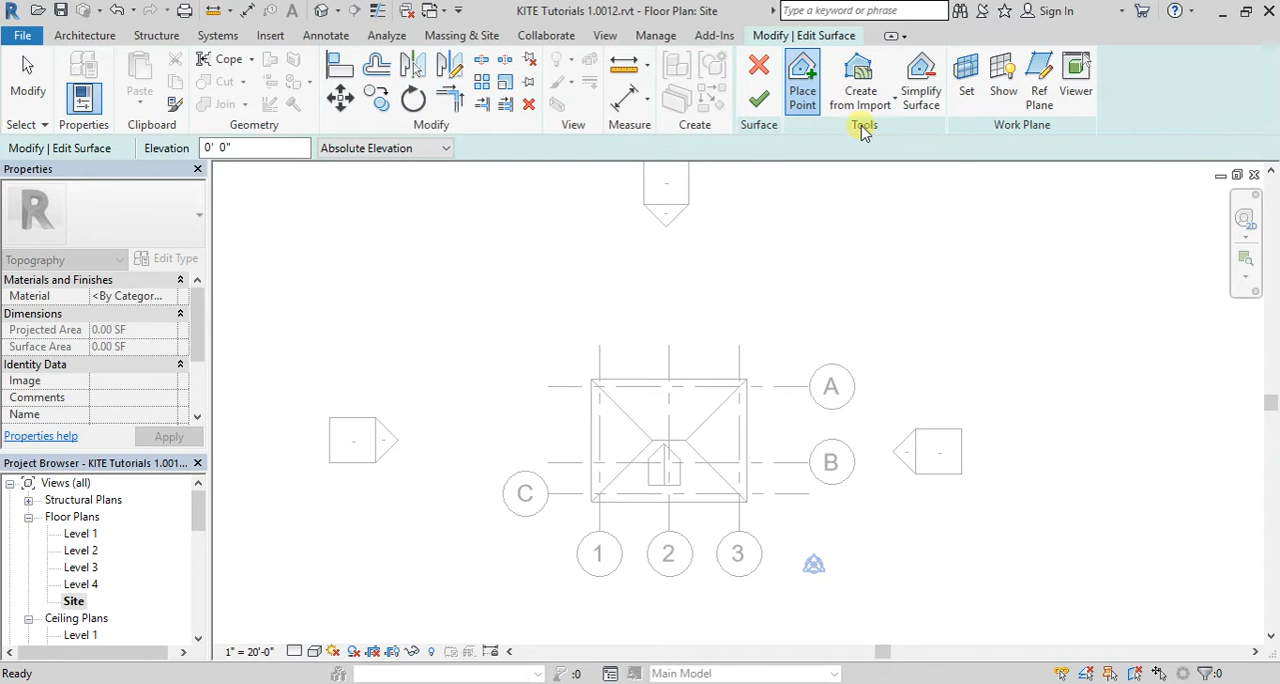 KITE Tutorials 1.0012.rvt - Floor Plan: Site
Type a keyword or phrase
Sign In
File
Architecture
Structure
Systems
Insert
Annotate
Analyze
Massing & Site
Collaborate
View
Manage
Add-Ins
Modify | Edit Surface
Modify
Paste
Cope
Cut
Join
Place
Point
Create
from Import
Simplify
Surface
Set
Show
Ref
Plane
Viewer
Select
Properties
Clipboard
Geometry
Modify
View
Measure
Create
Surface
Tools
Work Plane
Modify | Edit Surface
Elevation
0' 0"
Absolute Elevation
Properties
R
Topography
Edit Type
Materials and Finishes
Material
<By Categor...
Dimensions
Projected Area
0.00 SF
Surface Area
0.00 SF
Identity Data
Image
Comments
Name
Properties help
Apply
Project Browser - KITE Tutorials 1.001...
Views (all)
Structural Plans
Floor Plans
Level 1
Level 2
Level 3
Level 4
Site
Ceiling Plans
Level 1
A
B
C
1
2
3
2D
1" = 20'-0"
Ready
:0
Main Model
:0